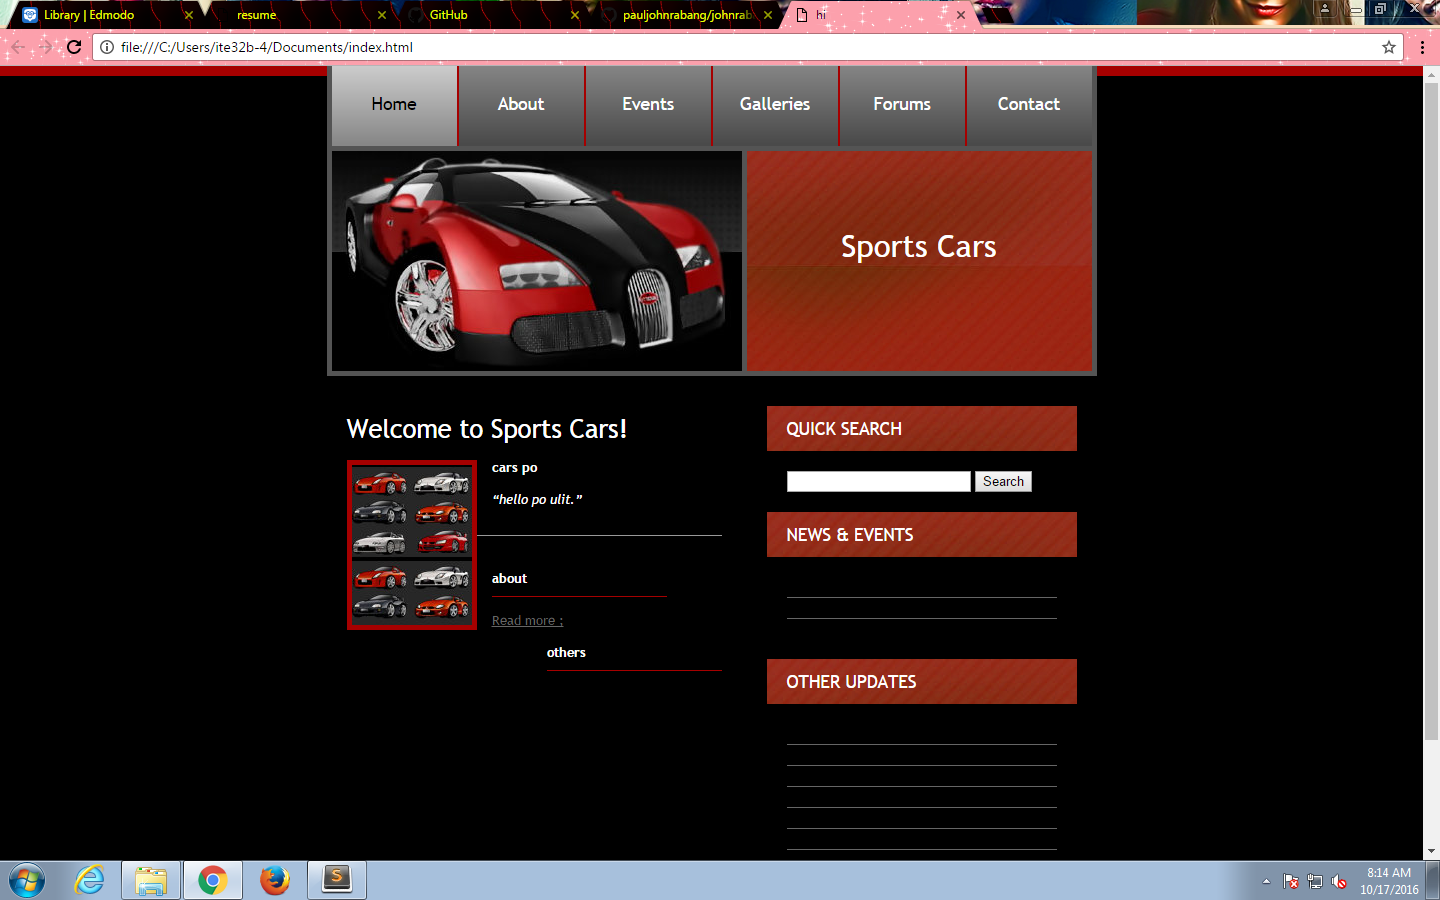 Library | Edmodo
resume
GitHub
pauljohnrabang/johnrab
hi
file:///C:/Users/ite32b-4/Documents/index.html
Home
About
Events
Galleries
Forums
Contact
Sports Cars
Welcome to Sports Cars!
cars po
“hello po ulit.”
about
Read more ;
others
QUICK SEARCH
Search
NEWS & EVENTS
OTHER UPDATES
8:14 AM
10/17/2016